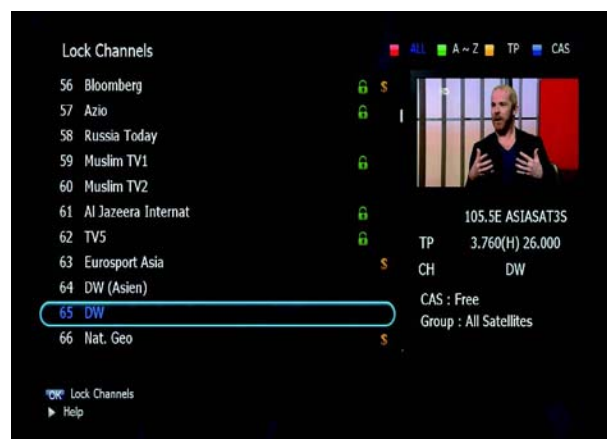 Lock Channels
ALL A ~ Z TP CAS
56 Bloomberg $
57 Azio
58 Russia Today
59 Muslim TV1
60 Muslim TV2
61 Al Jazeera Internat
62 TV5
63 Eurosport Asia $
64 DW (Asien)
65 DW
66 Nat. Geo $
105.5E ASIASAT3S
TP 3.760(H) 26.000
CH DW
CAS : Free
Group : All Satellites
OK Lock Channels
Help